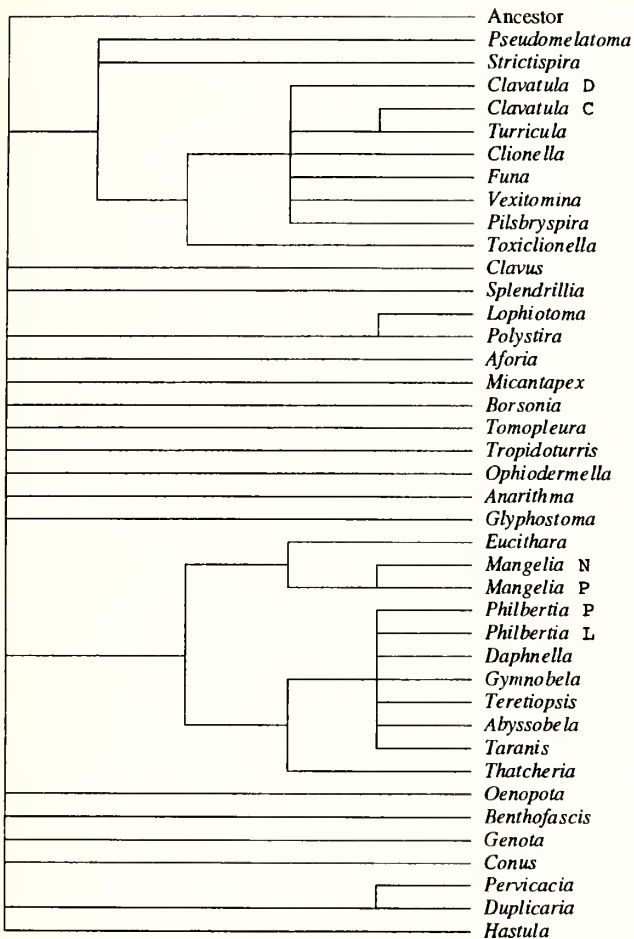 Ancestor
Pseudomelatoma
Strictispira
Clavatula D
Clavatula C
Turricula
Clionella
Funa
Vexitomina
Pilsbryspira
Toxiclionella
Clavus
Splendrillia
Lophiotoma
Polystira
Aforia
Micantapex
Borsonia
Tomopleura
Tropidoturris
Ophiodermella
Anarithma
Glyphostoma
Eucithara
Mangelia N
Mangelia P
Philbertia P
Philbertia L
Daphnella
Gymnobela
Teretiopsis
Abyssobela
Taranis
Thatcheria
Oenopota
Benthofascis
Genota
Conus
Pervicacia
Duplicaria
Hastula